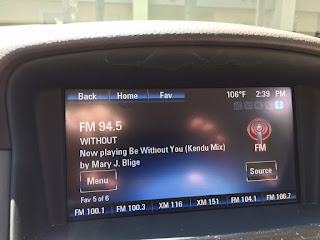 Back Home Fav 106°F 2:39 PM
FM 94.5
WITHOUT
Now playing Be Without You (Kendu Mix)
by Mary J. Blige
FM
Menu Source
Fav 5 of 6
FM 100.1 FM 100.3 XM 116 XM 151 FM 104.1 FM 106.7